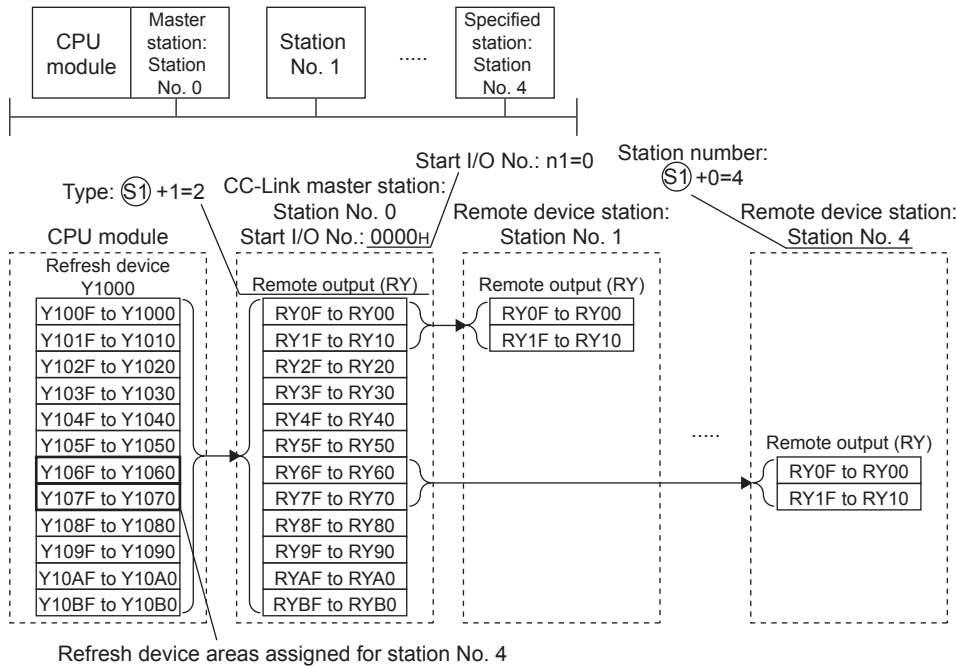 CPU
module
Master
station:
Station
No. 0
Station
No. 1
.....
Specified
station:
Station
No. 4
Start I/O No.: n1=0
Station number:
S1 +0=4
Type: S1 +1=2
CC-Link master station:
Station No. 0
Start I/O No.: 0000H
Remote device station:
Station No. 1
Remote device station:
Station No. 4
CPU module
Refresh device
Y1000
Y100F to Y1000
Y101F to Y1010
Y102F to Y1020
Y103F to Y1030
Y104F to Y1040
Y105F to Y1050
Y106F to Y1060
Y107F to Y1070
Y108F to Y1080
Y109F to Y1090
Y10AF to Y10A0
Y10BF to Y10B0
Remote output (RY)
RY0F to RY00
RY1F to RY10
RY2F to RY20
RY3F to RY30
RY4F to RY40
RY5F to RY50
RY6F to RY60
RY7F to RY70
RY8F to RY80
RY9F to RY90
RYAF to RYA0
RYBF to RYB0
Remote output (RY)
RY0F to RY00
RY1F to RY10
.....
Remote output (RY)
RY0F to RY00
RY1F to RY10
Refresh device areas assigned for station No. 4